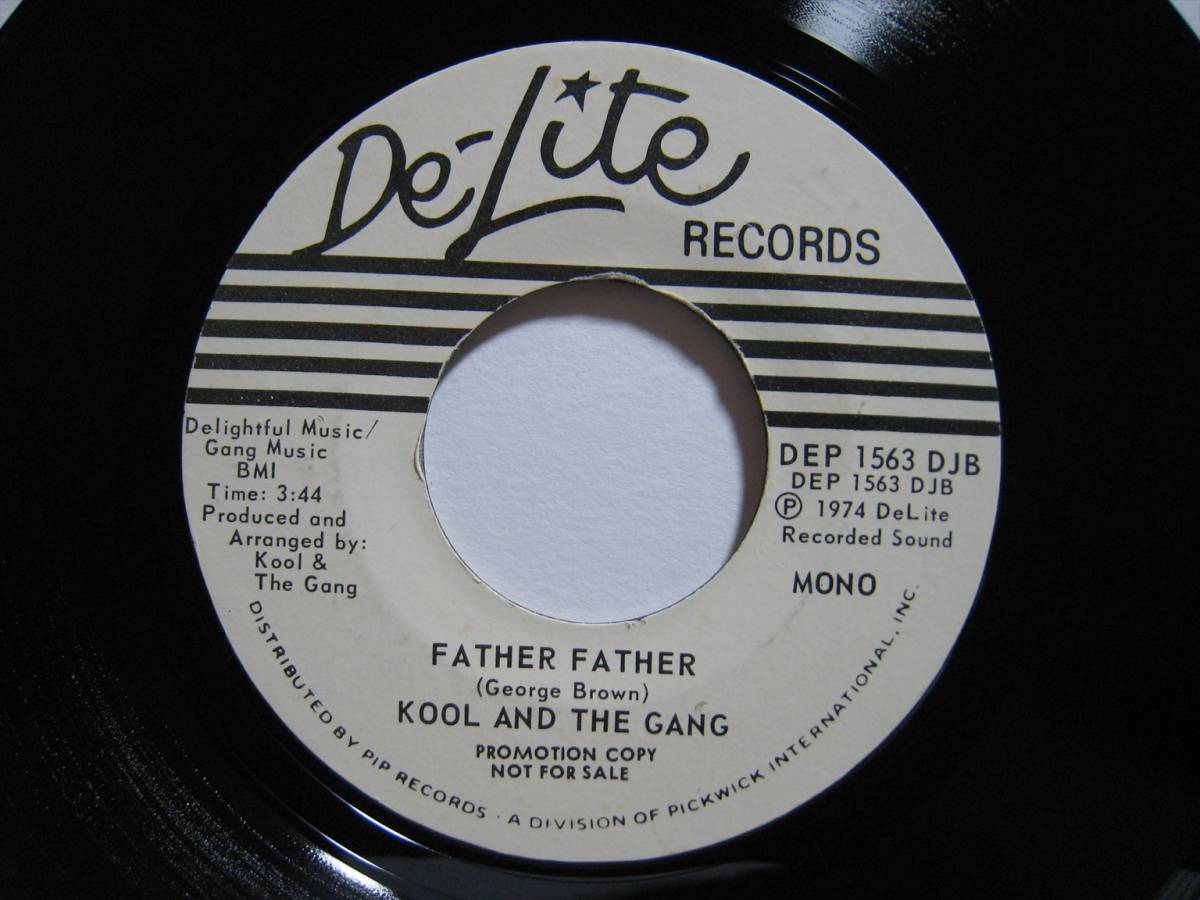 De-Lite
RECORDS
Delightful Music/
Gang Music
BMI
Time: 3:44
Produced and
Arranged by:
Kool &
The Gang
DEP 1563 DJB
DEP 1563 DJB
Ⓟ 1974 DeLite
Recorded Sound
MONO
FATHER FATHER
(George Brown)
KOOL AND THE GANG
PROMOTION COPY
NOT FOR SALE
DISTRIBUTED BY PIP RECORDS · A DIVISION OF PICKWICK INTERNATIONAL, INC.